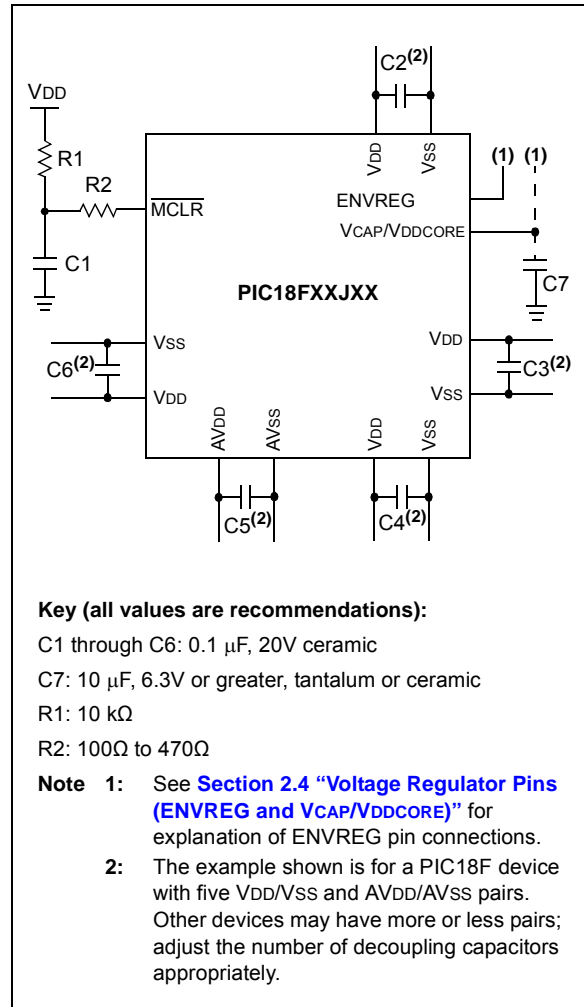 C2(2)
VDD
R1
R2
C1
VDD
VSS
(1) (1)
MCLR
ENVREG
VCAP/VDDCORE
C7
PIC18FXXJXX
VSS
VDD
C6(2)
C3(2)
VDD
VSS
AVDD
AVSS
VDD
VSS
C5(2)
C4(2)
Key (all values are recommendations):
C1 through C6: 0.1 μF, 20V ceramic
C7: 10 μF, 6.3V or greater, tantalum or ceramic
R1: 10 kΩ
R2: 100Ω to 470Ω
Note 1: See Section 2.4 “Voltage Regulator Pins
(ENVREG and VCAP/VDDCORE)” for
explanation of ENVREG pin connections.
2: The example shown is for a PIC18F device
with five VDD/VSS and AVDD/AVSS pairs.
Other devices may have more or less pairs;
adjust the number of decoupling capacitors
appropriately.